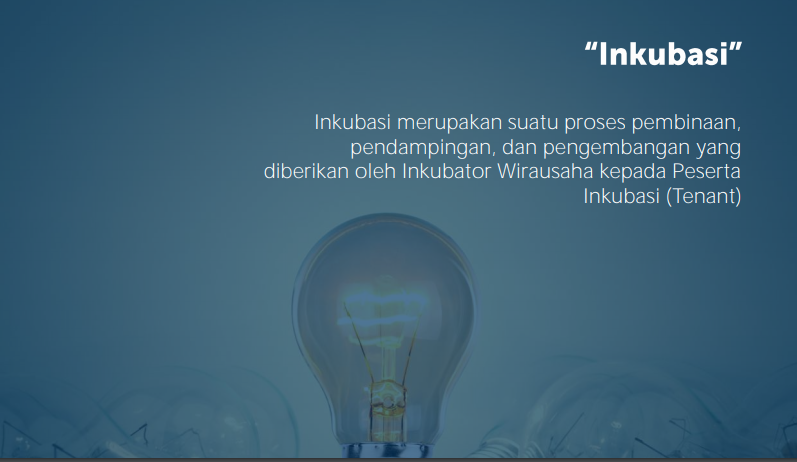 “Inkubasi”
Inkubasi merupakan suatu proses pembinaan,
pendampingan, dan pengembangan yang
diberikan oleh Inkubator Wirausaha kepada Peserta
Inkubasi (Tenant)